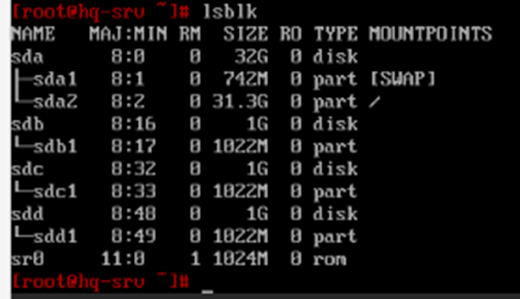 [root@hq-srv ~]# lsblk
NAME   MAJ:MIN RM  SIZE RO TYPE MOUNTPOINTS
sda      8:0    0   32G  0 disk
├─sda1   8:1    0  742M  0 part [SWAP]
└─sda2   8:2    0 31.3G  0 part /
sdb      8:16   0    1G  0 disk
└─sdb1   8:17   0 1022M  0 part
sdc      8:32   0    1G  0 disk
└─sdc1   8:33   0 1022M  0 part
sdd      8:48   0    1G  0 disk
└─sdd1   8:49   0 1022M  0 part
sr0     11:0    1 1024M  0 rom
[root@hq-srv ~]# _